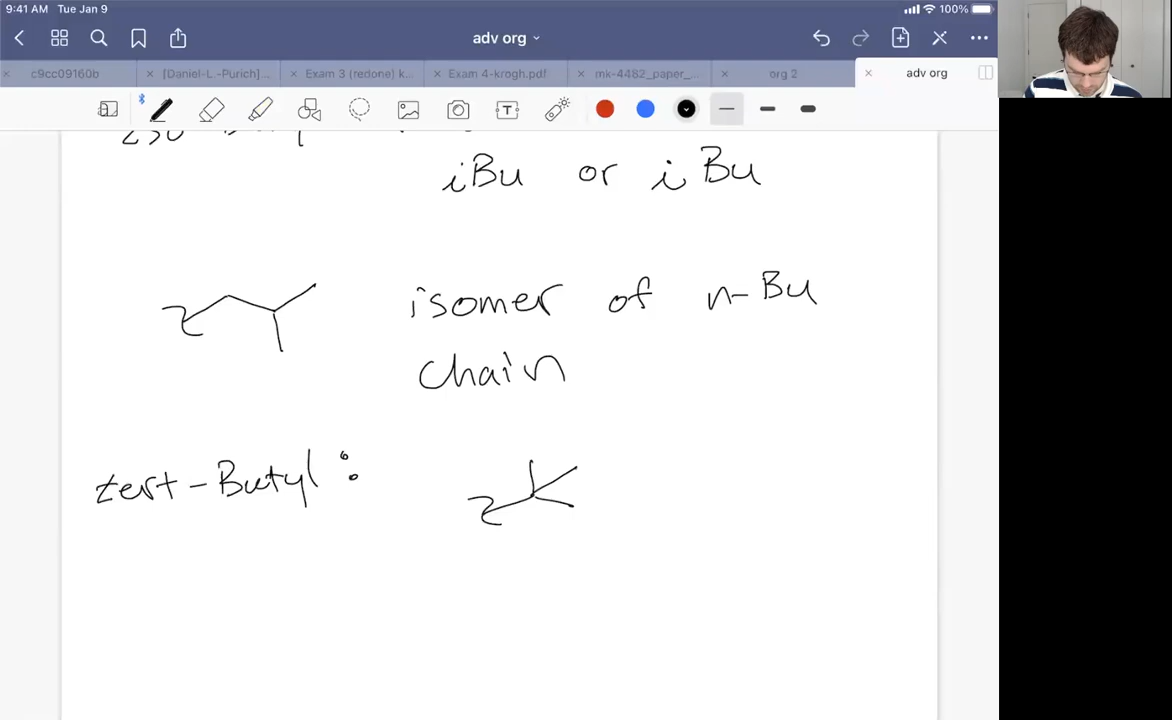 9:41 AM Tue Jan 9
100%
adv org
c9cc09160b
[Daniel-L.-Purich]...
Exam 3 (redone) k...
Exam 4-krogh.pdf
mk-4482_paper_...
org 2
adv org
iBu or iBu
isomer of n-Bu
chain
tert-Butyl: